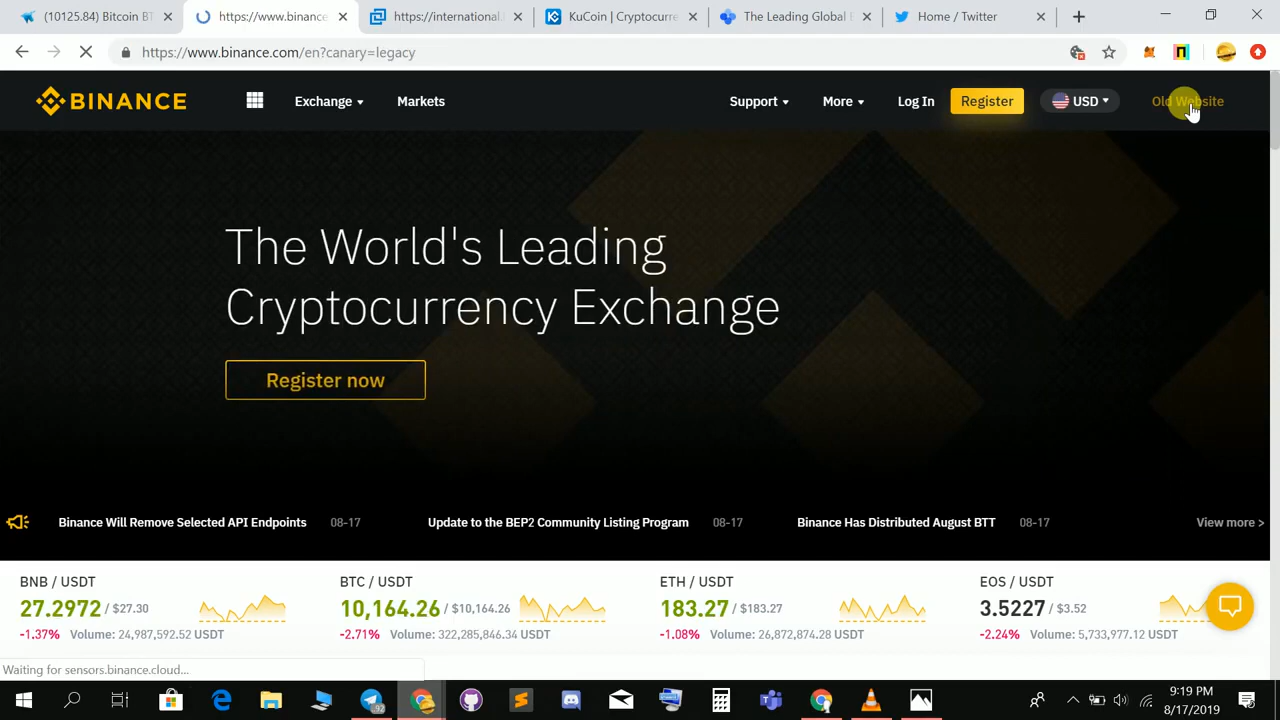 (10125.84) Bitcoin BT
https://www.binance
https://international.
KuCoin | Cryptocurre
The Leading Global
Home / Twitter
https://www.binance.com/en?canary=legacy
BINANCE
Exchange
Markets
Support
More
Log In
Register
USD
Old Website
The World's Leading
Cryptocurrency Exchange
Register now
Binance Will Remove Selected API Endpoints 08-17
Update to the BEP2 Community Listing Program 08-17
Binance Has Distributed August BTT 08-17
View more >
BNB / USDT
27.2972 / $27.30
-1.37% Volume: 24,987,592.52 USDT
BTC / USDT
10,164.26 / $10,164.26
-2.71% Volume: 322,285,846.34 USDT
ETH / USDT
183.27 / $183.27
-1.08% Volume: 26,872,874.28 USDT
EOS / USDT
3.5227 / $3.52
-2.24% Volume: 5,733,977.12 USDT
Waiting for sensors.binance.cloud...
9:19 PM
8/17/2019